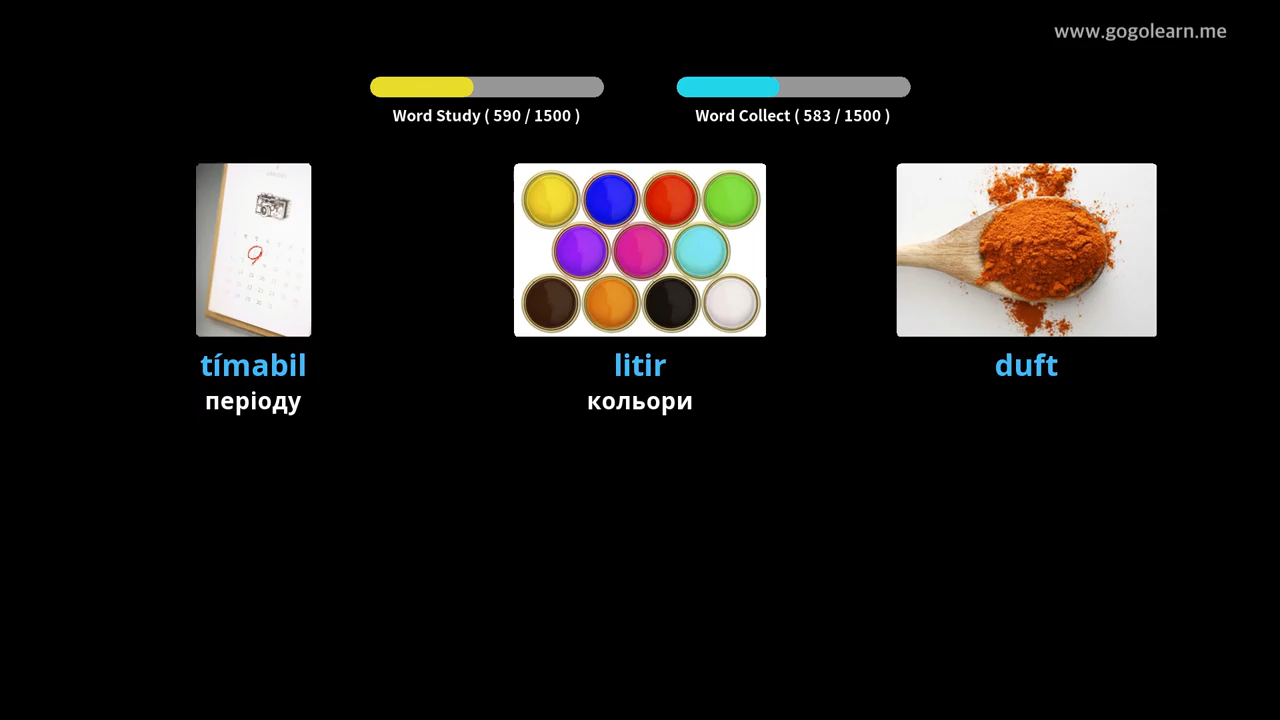 www.gogolearn.me
Word Study ( 590 / 1500 )
Word Collect ( 583 / 1500 )
tímabil
періоду
litir
кольори
duft